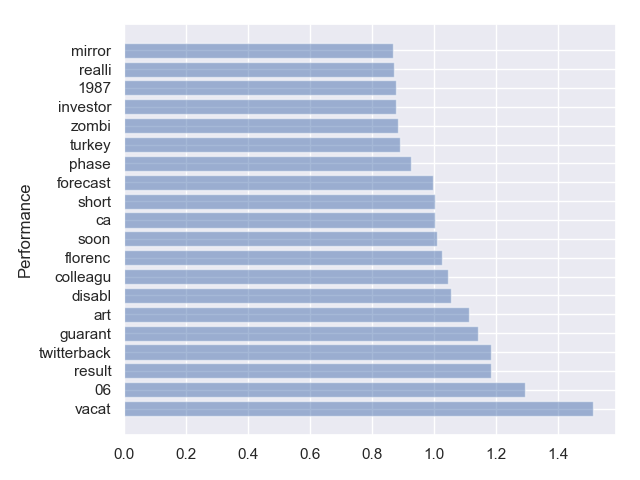 mirror
realli
1987
investor
zombi
turkey
phase
forecast
short
ca
soon
florenc
colleagu
disabl
art
guarant
twitterback
result
06
vacat
Performance
0.0 0.2 0.4 0.6 0.8 1.0 1.2 1.4